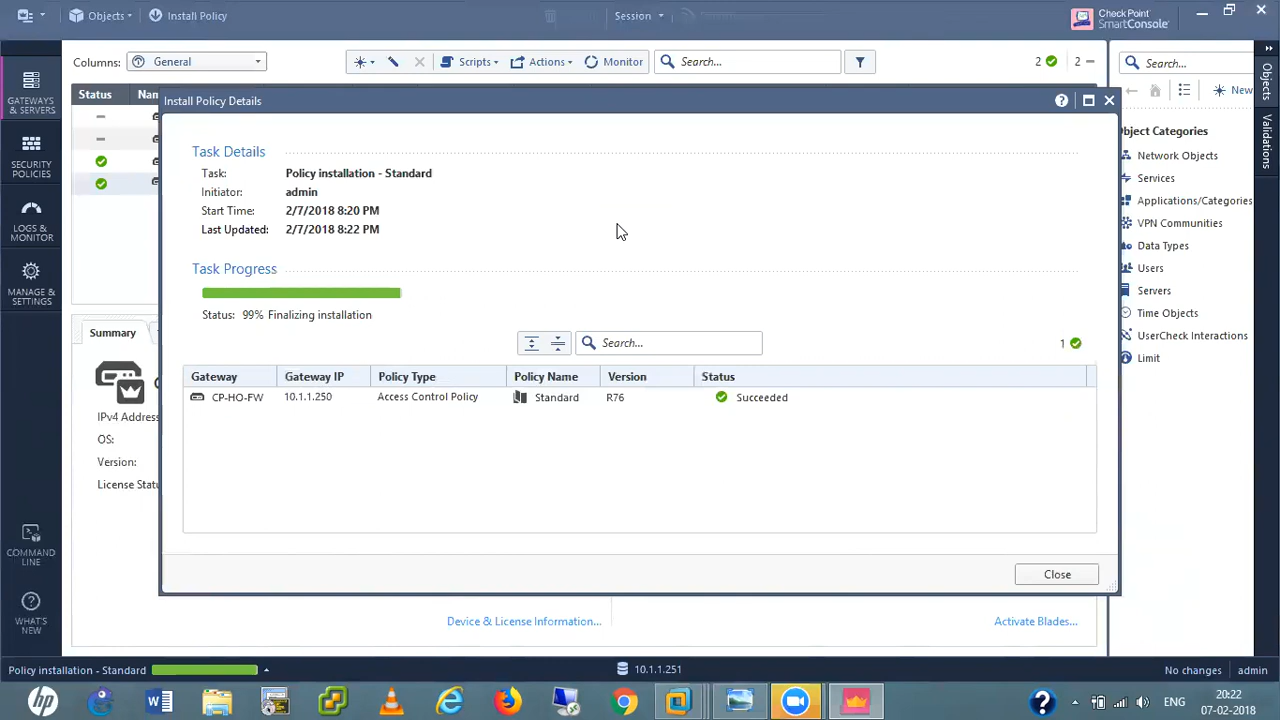 Objects
Install Policy
Session
Check Point
SmartConsole
Columns:
General
Scripts
Actions
Monitor
Search...
2
2
Search...
New
Objects
Validations
GATEWAYS
& SERVERS
SECURITY
POLICIES
LOGS &
MONITOR
MANAGE &
SETTINGS
COMMAND
LINE
WHAT'S
NEW
Status
Nam
Install Policy Details
Task Details
Task: Policy installation - Standard
Initiator: admin
Start Time: 2/7/2018 8:20 PM
Last Updated: 2/7/2018 8:22 PM
Task Progress
Status: 99% Finalizing installation
Search...
1
Gateway Gateway IP Policy Type Policy Name Version Status
CP-HO-FW 10.1.1.250 Access Control Policy Standard R76 Succeeded
Close
Object Categories
Network Objects
Services
Applications/Categories
VPN Communities
Data Types
Users
Servers
Time Objects
UserCheck Interactions
Limit
Summary
IPv4 Address
OS:
Version:
License Statu
Device & License Information...
Activate Blades...
Policy installation - Standard
10.1.1.251
No changes
admin
ENG
20:22
07-02-2018